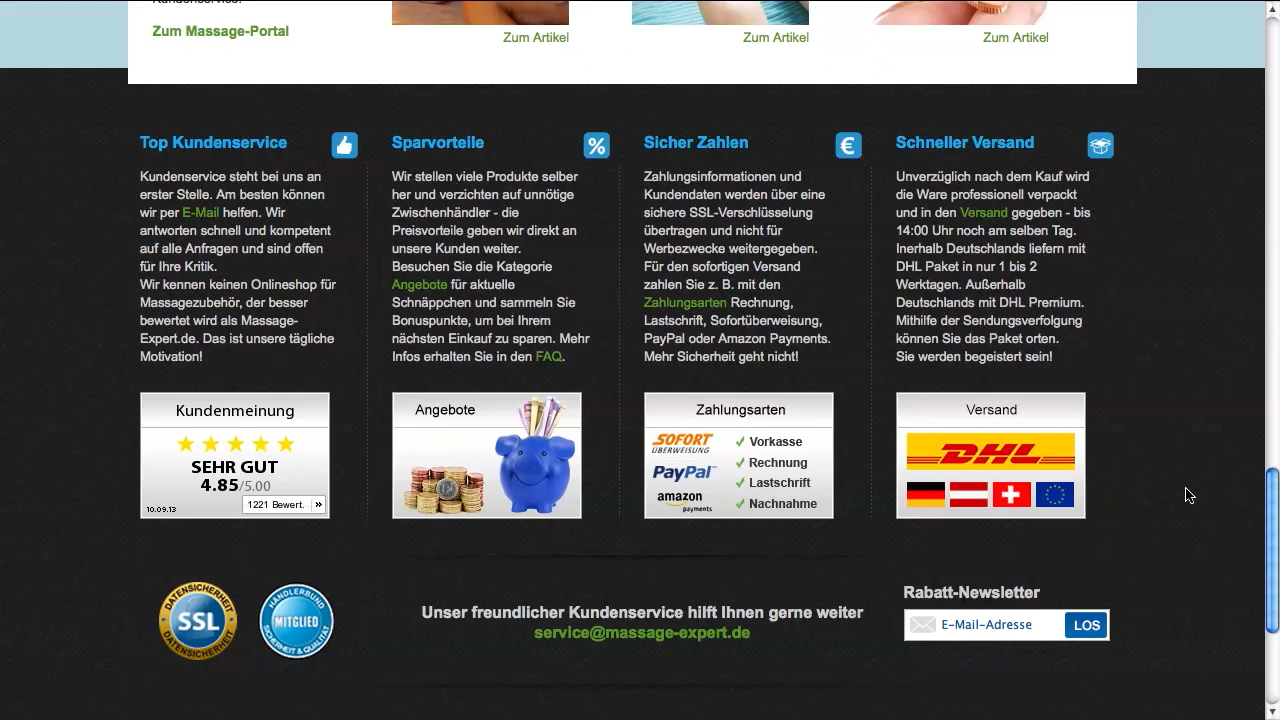 Kundenservice!
Zum Massage-Portal
Zum Artikel
Zum Artikel
Zum Artikel
Top Kundenservice
Kundenservice steht bei uns an
erster Stelle. Am besten können
wir per E-Mail helfen. Wir
antworten schnell und kompetent
auf alle Anfragen und sind offen
für Ihre Kritik.
Wir kennen keinen Onlineshop für
Massagezubehör, der besser
bewertet wird als Massage-
Expert.de. Das ist unsere tägliche
Motivation!
Sparvorteile
%
Wir stellen viele Produkte selber
her und verzichten auf unnötige
Zwischenhändler - die
Preisvorteile geben wir direkt an
unsere Kunden weiter.
Besuchen Sie die Kategorie
Angebote für aktuelle
Schnäppchen und sammeln Sie
Bonuspunkte, um bei Ihrem
nächsten Einkauf zu sparen. Mehr
Infos erhalten Sie in den FAQ.
Sicher Zahlen
€
Zahlungsinformationen und
Kundendaten werden über eine
sichere SSL-Verschlüsselung
übertragen und nicht für
Werbezwecke weitergegeben.
Für den sofortigen Versand
zahlen Sie z. B. mit den
Zahlungsarten Rechnung,
Lastschrift, Sofortüberweisung,
PayPal oder Amazon Payments.
Mehr Sicherheit geht nicht!
Schneller Versand
Unverzüglich nach dem Kauf wird
die Ware professionell verpackt
und in den Versand gegeben - bis
14:00 Uhr noch am selben Tag.
Inerhalb Deutschlands liefern mit
DHL Paket in nur 1 bis 2
Werktagen. Außerhalb
Deutschlands mit DHL Premium.
Mithilfe der Sendungsverfolgung
können Sie das Paket orten.
Sie werden begeistert sein!
Kundenmeinung
SEHR GUT
4.85/5.00
1221 Bewert. »
10.09.13
Angebote
Zahlungsarten
SOFORT
ÜBERWEISUNG
PayPal
amazon
payments
Vorkasse
Rechnung
Lastschrift
Nachnahme
Versand
DHL
DATENSICHERHEIT
SSL
DATENSICHERHEIT
HÄNDLERBUND
MITGLIED
SICHERHEIT & QUALITÄT
Unser freundlicher Kundenservice hilft Ihnen gerne weiter
service@massage-expert.de
Rabatt-Newsletter
E-Mail-Adresse
LOS